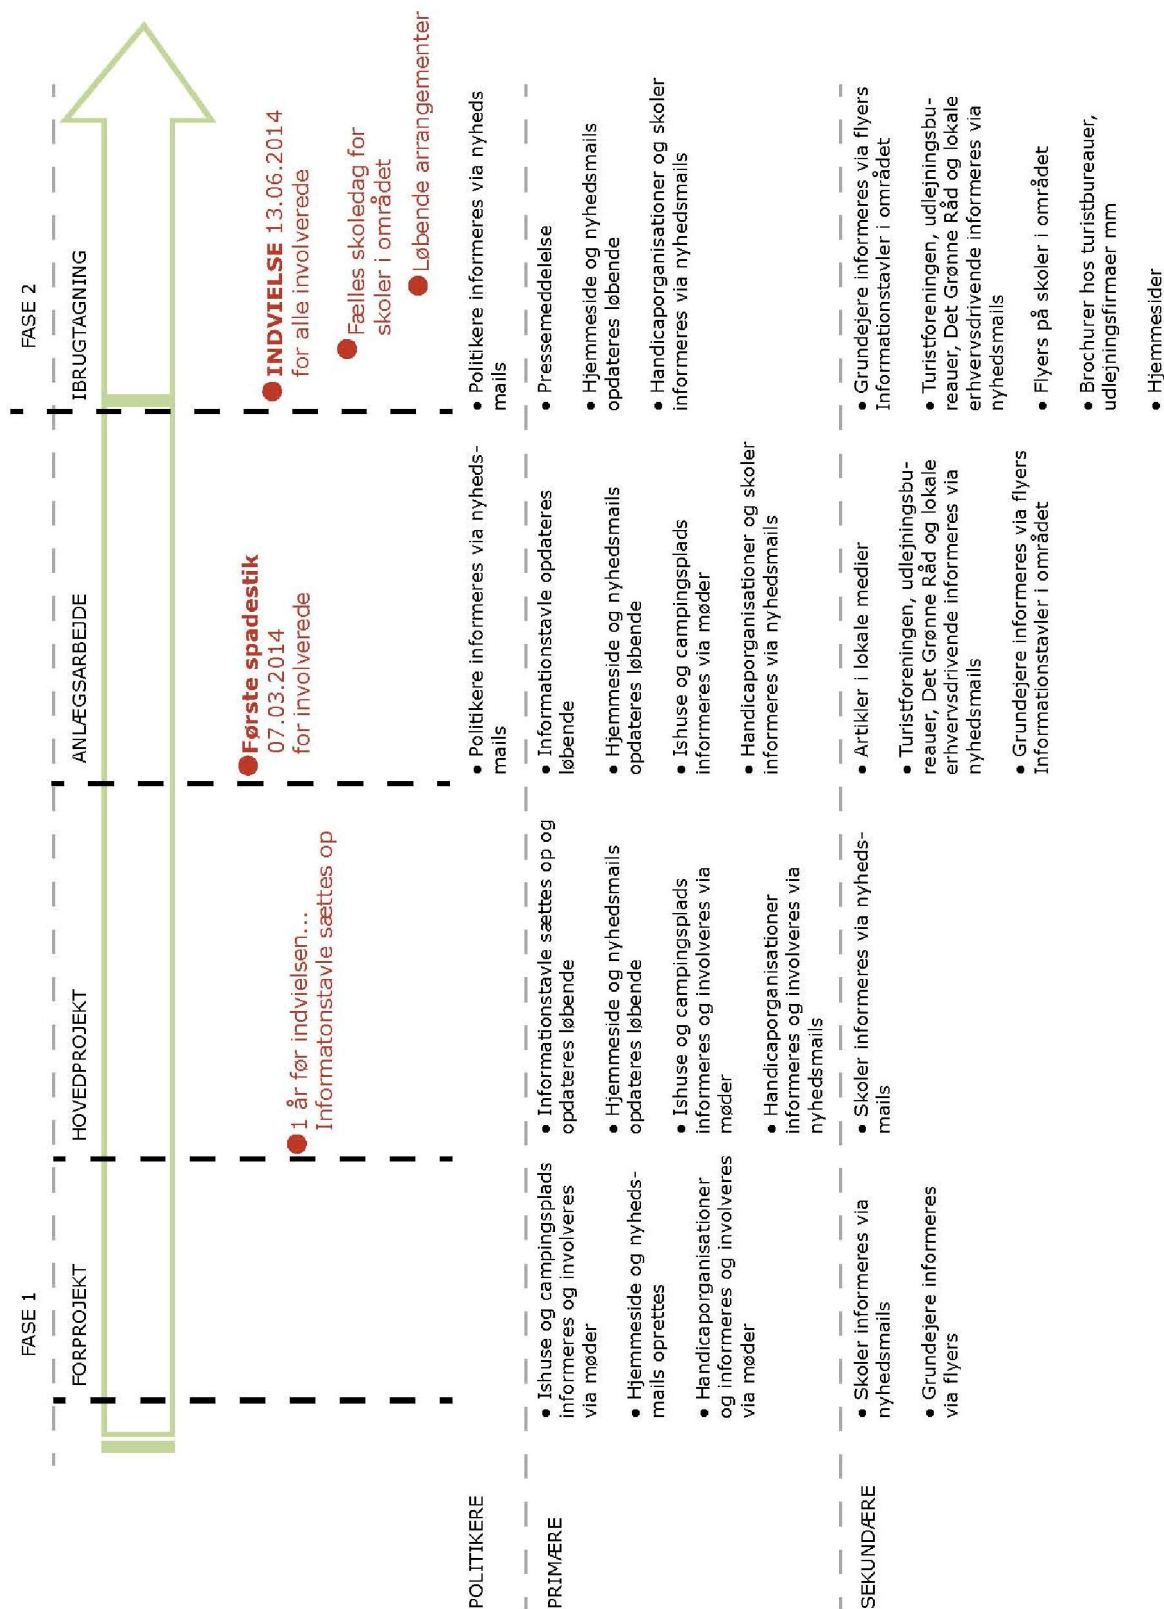 FASE 1
FASE 2
FORPROJEKT
HOVEDPROJEKT
ANLÆGSARBEJDE
IBRUGTAGNING
1 år før indvielsen...
Informatonstavle sættes op
Første spadestik
07.03.2014
for involverede
INDVIELSE 13.06.2014
for alle involverede
Fælles skoledag for
skoler i området
Løbende arrangementer
POLITIKERE
• Politikere informeres via nyheds-
mails
• Politikere informeres via nyheds
mails
PRIMÆRE
• Ishuse og campingsplads
informeres og involveres
via møder
• Hjemmeside og nyheds-
mails oprettes
• Handicaporganisationer
og informeres og involveres
via møder
• Informationstavle sættes op og
opdateres løbende
• Hjemmeside og nyhedsmails
opdateres løbende
• Ishuse og campingsplads
informeres og involveres via
møder
• Handicaporganisationer
informeres og involveres via
nyhedsmails
• Informationstavle opdateres
løbende
• Hjemmeside og nyhedsmails
opdateres løbende
• Ishuse og campingsplads
informeres via møder
• Handicaporganisationer og skoler
informeres via nyhedsmails
• Pressemeddelelse
• Hjemmeside og nyhedsmails
opdateres løbende
• Handicaporganisationer og skoler
informeres via nyhedsmails
SEKUNDÆRE
• Skoler informeres via
nyhedsmails
• Grundejere informeres
via flyers
• Skoler informeres via nyheds-
mails
• Artikler i lokale medier
• Turistforeningen, udlejningsbu-
reauer, Det Grønne Råd og lokale
erhvervsdrivende informeres via
nyhedsmails
• Grundejere informeres via flyers
Informationstavler i området
• Grundejere informeres via flyers
Informationstavler i området
• Turistforeningen, udlejningsbu-
reauer, Det Grønne Råd og lokale
erhvervsdrivende informeres via
nyhedsmails
• Flyers på skoler i området
• Brochurer hos turistbureauer,
udlejningsfirmaer mm
• Hjemmesider